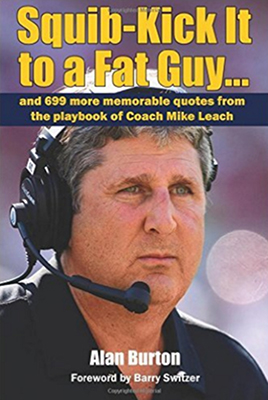 Squib-Kick It
to a Fat Guy...
and 699 more memorable quotes from
the playbook of Coach Mike Leach
Alan Burton
Foreword by Barry Switzer